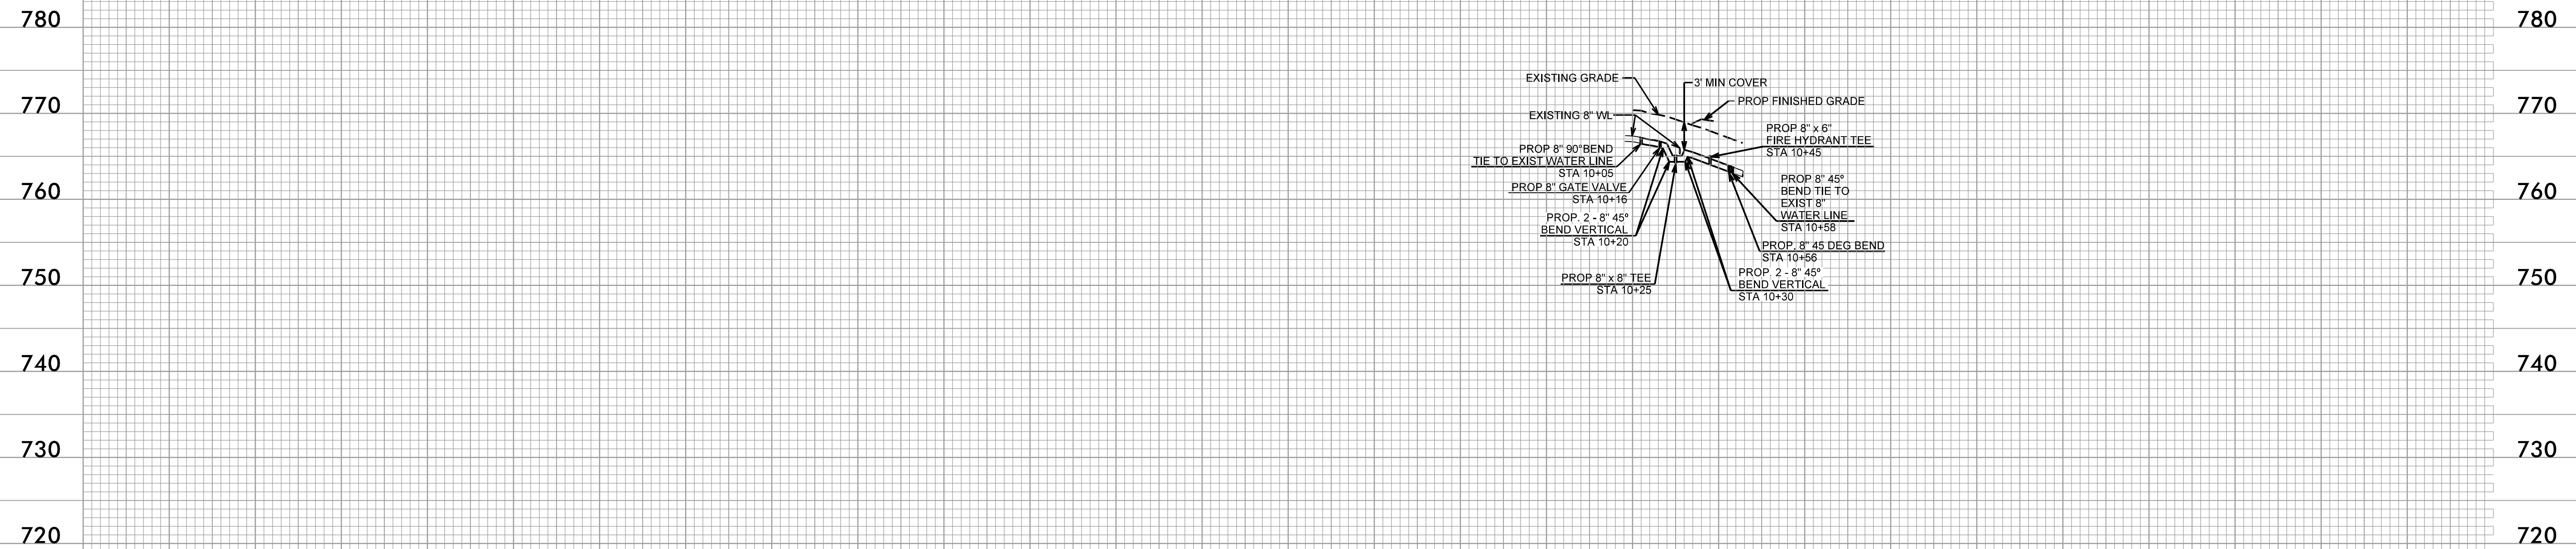 780
780
EXISTING GRADE
3' MIN COVER
770
PROP FINISHED GRADE
770
EXISTING 8" WL
PROP 8" x 6"
FIRE HYDRANT TEE
STA 10+45
PROP 8" 90°BEND
TIE TO EXIST WATER LINE
STA 10+05
760
PROP 8" GATE VALVE
STA 10+16
PROP 8" 45°
BEND TIE TO
EXIST 8"
WATER LINE
STA 10+58
760
PROP. 2 - 8" 45°
BEND VERTICAL
STA 10+20
PROP. 8" 45 DEG BEND
STA 10+56
750
PROP 8" x 8" TEE
STA 10+25
PROP. 2 - 8" 45°
BEND VERTICAL
STA 10+30
750
740
740
730
730
720
720